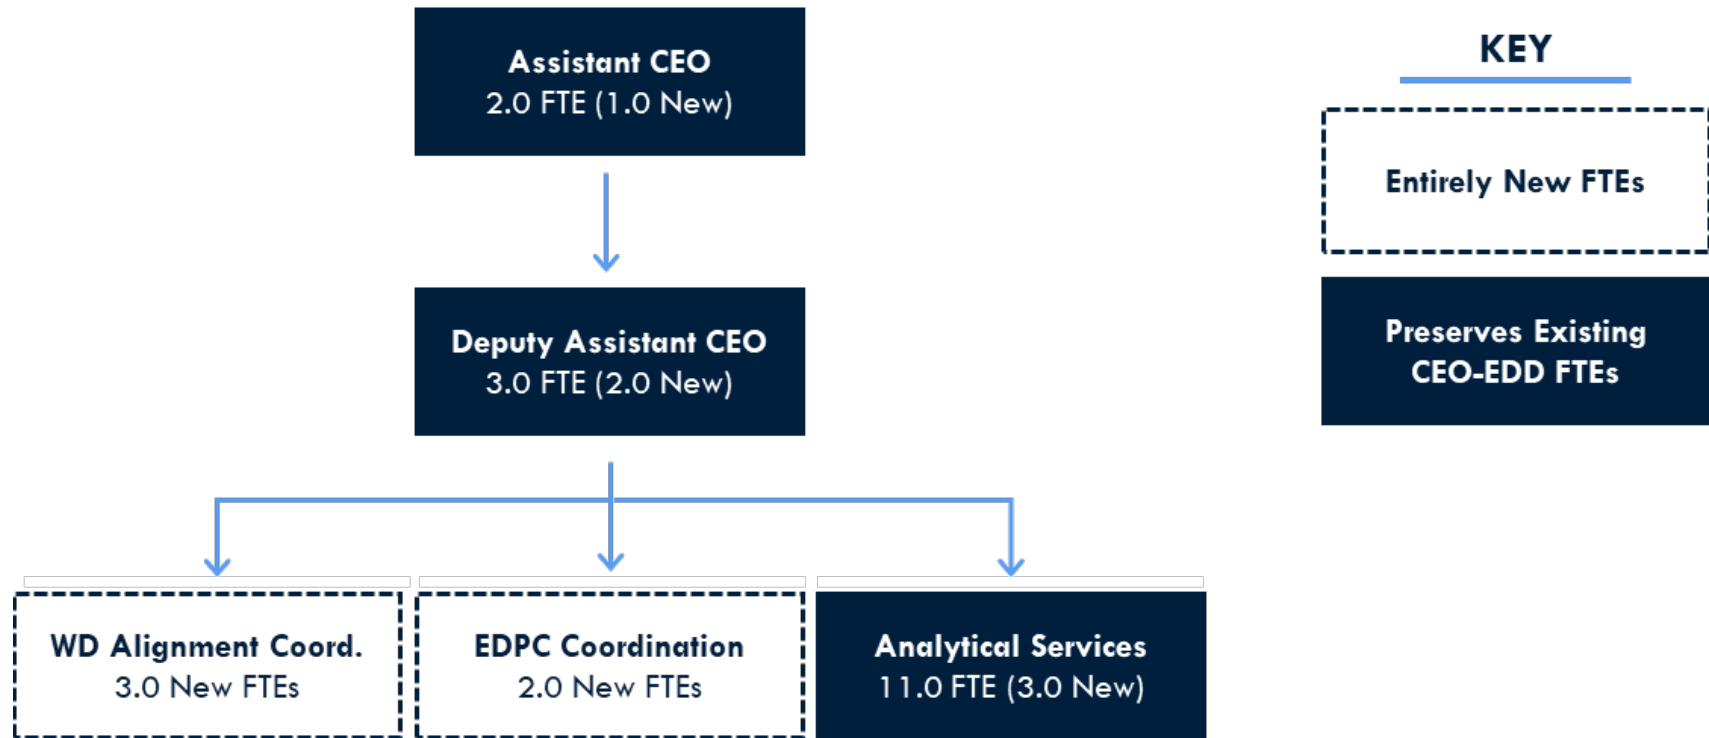 Assistant CEO
2.0 FTE (1.0 New)
KEY
Entirely New FTEs
Preserves Existing
CEO-EDD FTEs
Deputy Assistant CEO
3.0 FTE (2.0 New)
WD Alignment Coord.
3.0 New FTEs
EDPC Coordination
2.0 New FTEs
Analytical Services
11.0 FTE (3.0 New)